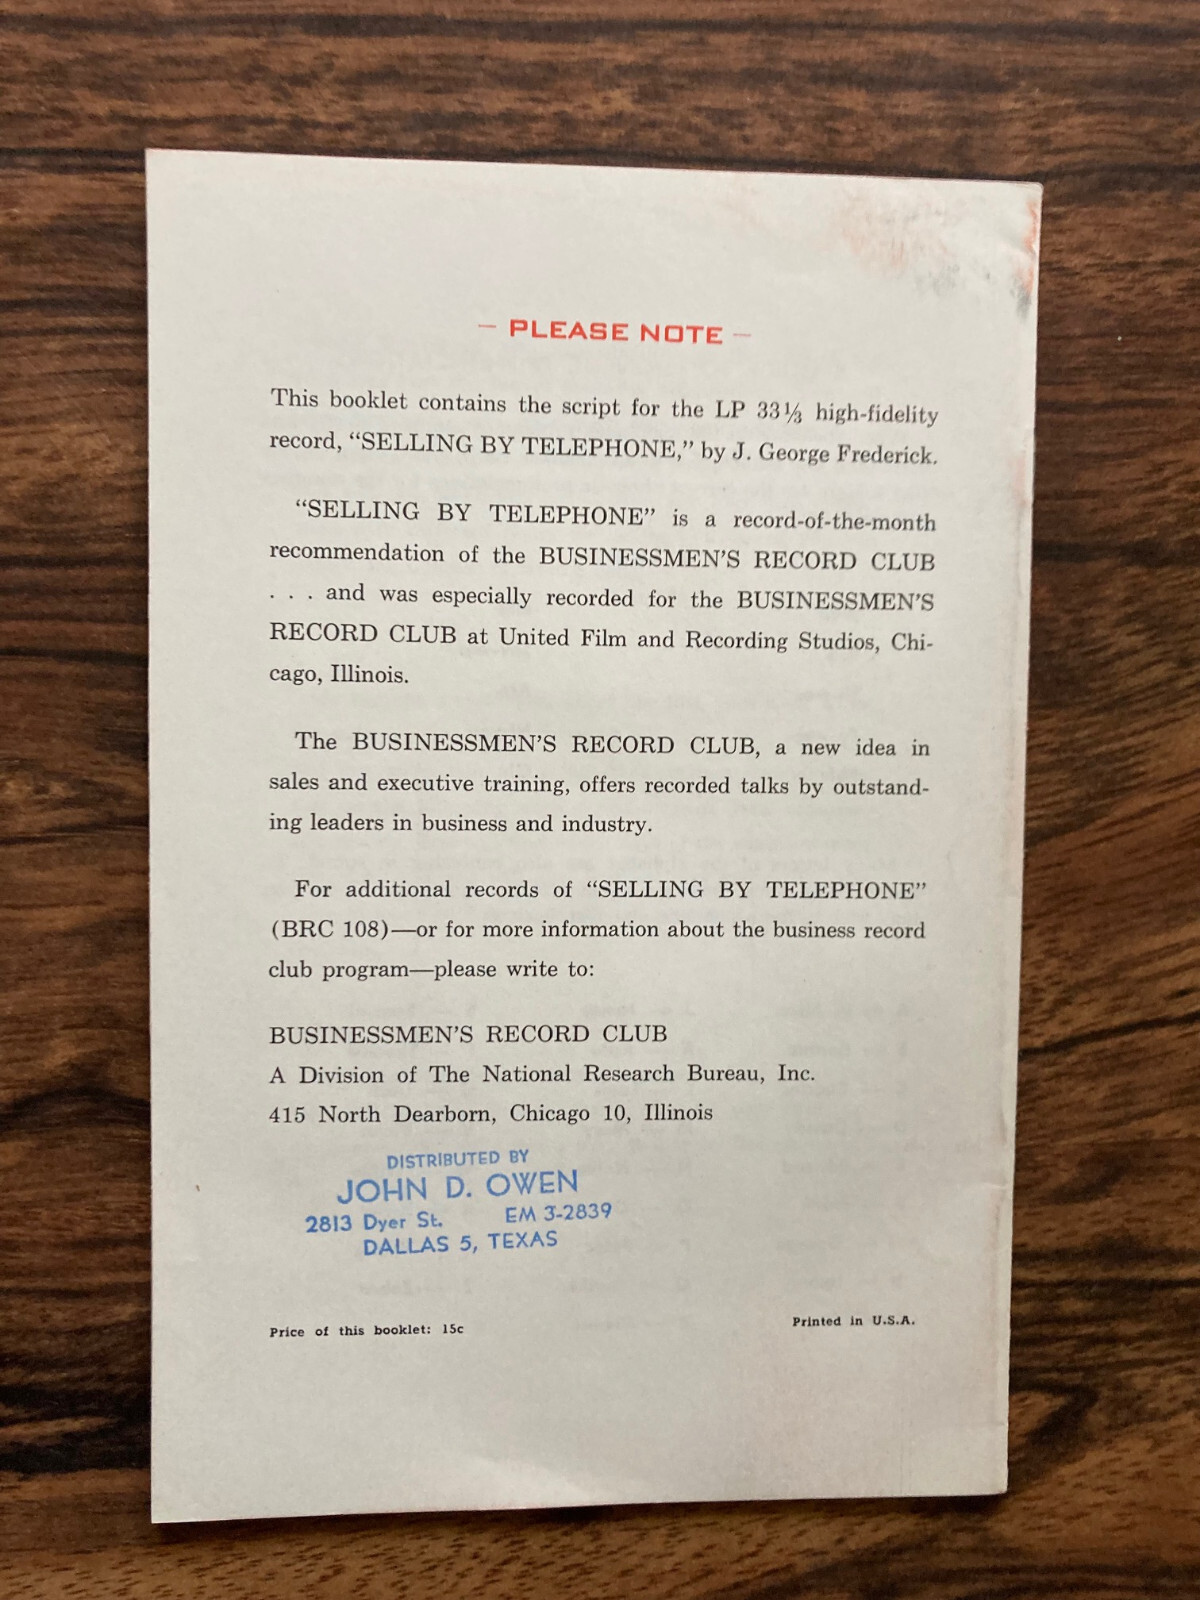 – PLEASE NOTE –
This booklet contains the script for the LP 33⅓ high-fidelity
record, “SELLING BY TELEPHONE,” by J. George Frederick.
“SELLING BY TELEPHONE” is a record-of-the-month
recommendation of the BUSINESSMEN’S RECORD CLUB
. . . and was especially recorded for the BUSINESSMEN’S
RECORD CLUB at United Film and Recording Studios, Chi-
cago, Illinois.
The BUSINESSMEN’S RECORD CLUB, a new idea in
sales and executive training, offers recorded talks by outstand-
ing leaders in business and industry.
For additional records of “SELLING BY TELEPHONE”
(BRC 108)—or for more information about the business record
club program—please write to:
BUSINESSMEN’S RECORD CLUB
A Division of The National Research Bureau, Inc.
415 North Dearborn, Chicago 10, Illinois
DISTRIBUTED BY
JOHN D. OWEN
2813 Dyer St. EM 3-2839
DALLAS 5, TEXAS
Price of this booklet: 15c Printed in U.S.A.